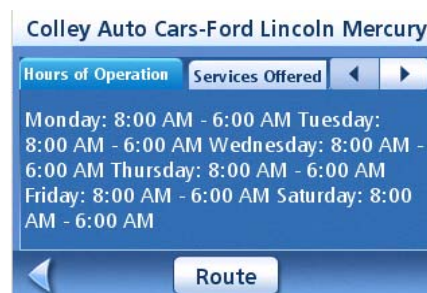 Colley Auto Cars-Ford Lincoln Mercury
Hours of Operation Services Offered
Monday: 8:00 AM - 6:00 AM Tuesday:
8:00 AM - 6:00 AM Wednesday: 8:00 AM -
6:00 AM Thursday: 8:00 AM - 6:00 AM
Friday: 8:00 AM - 6:00 AM Saturday: 8:00
AM - 6:00 AM
Route